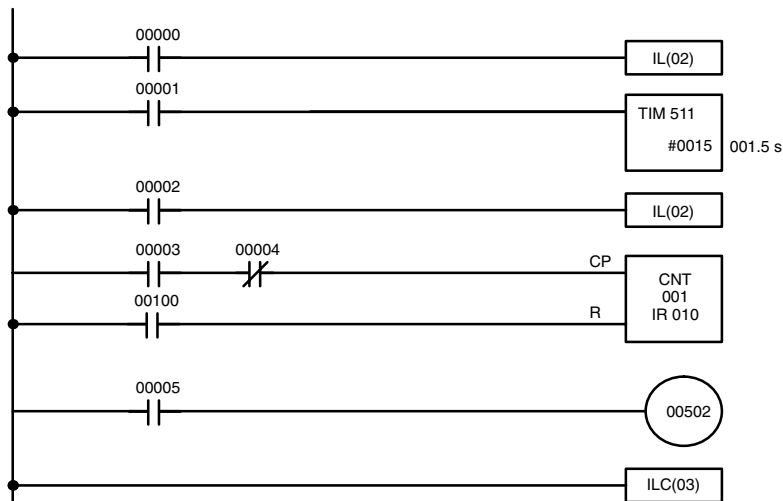 00000
IL(02)
00001
TIM 511
#0015 001.5 s
00002
IL(02)
00003 00004
CP
CNT
001
IR 010
00100
R
00005
00502
ILC(03)